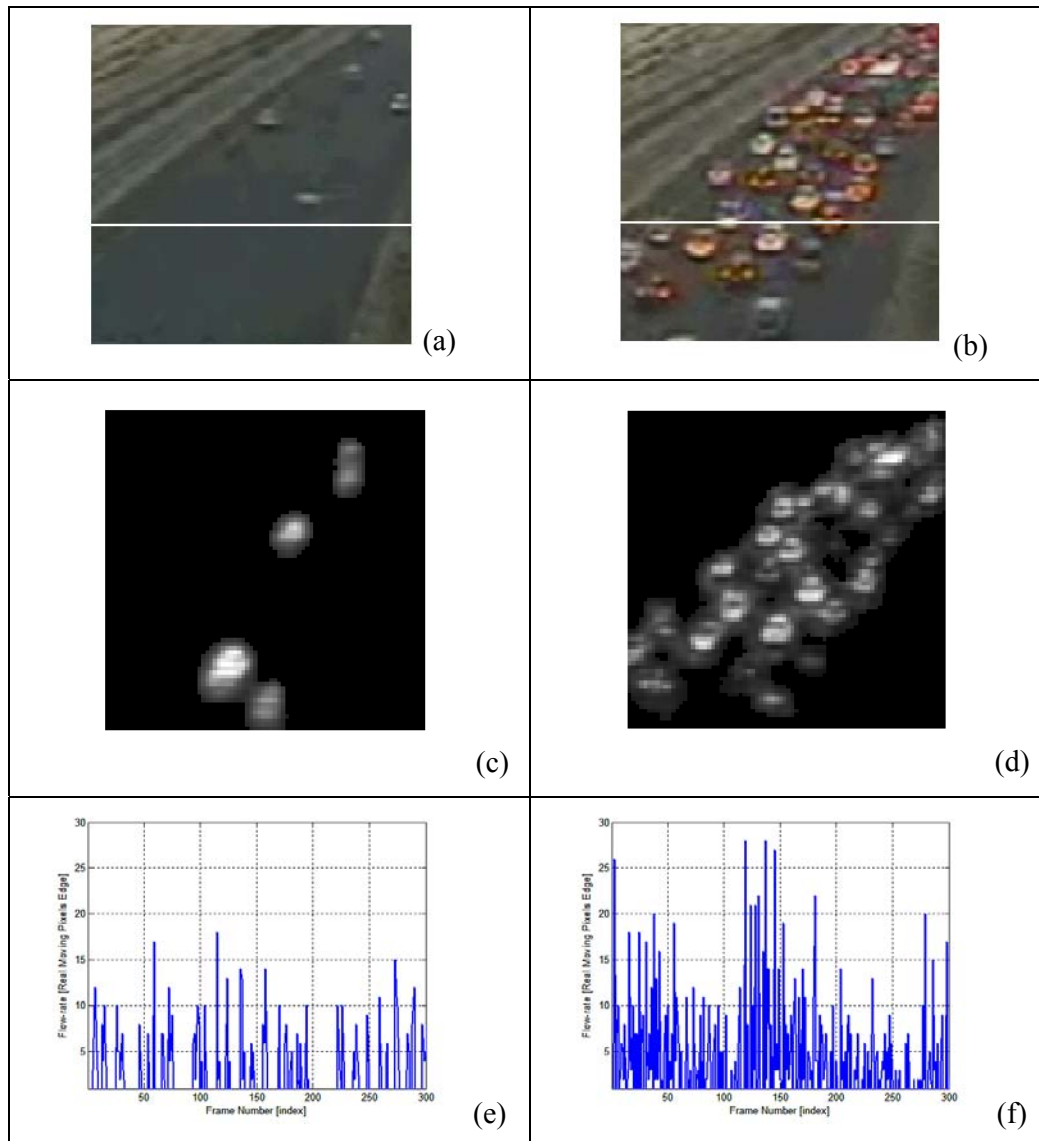 (a)
(b)
(c)
(d)
30
25
20
15
10
5
Flow-rate [Real Moving Pixels Edge]
50 100 150 200 250 300
Frame Number [index]
(e)
30
25
20
15
10
5
Flow-rate [Real Moving Pixels Edge]
50 100 150 200 250 300
Frame Number [index]
(f)